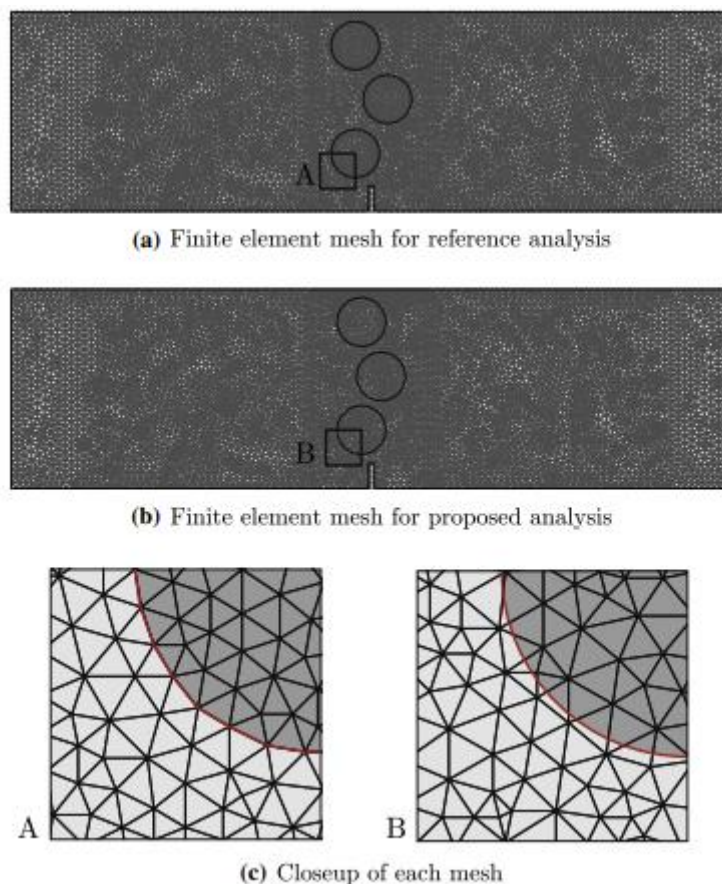 A
(a) Finite element mesh for reference analysis
B
(b) Finite element mesh for proposed analysis
A
B
(c) Closeup of each mesh